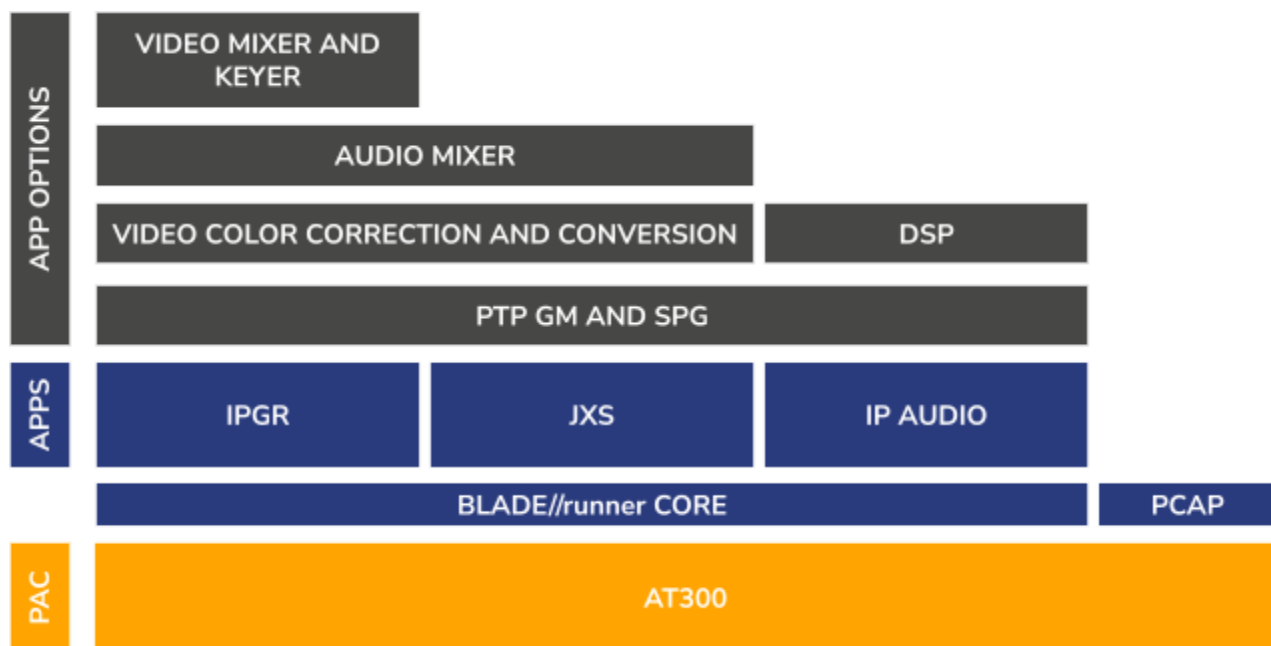 APP OPTIONS
VIDEO MIXER AND
KEYER
AUDIO MIXER
VIDEO COLOR CORRECTION AND CONVERSION
DSP
PTP GM AND SPG
APPS
IPGR
JXS
IP AUDIO
BLADE//runner CORE
PCAP
PAC
AT300